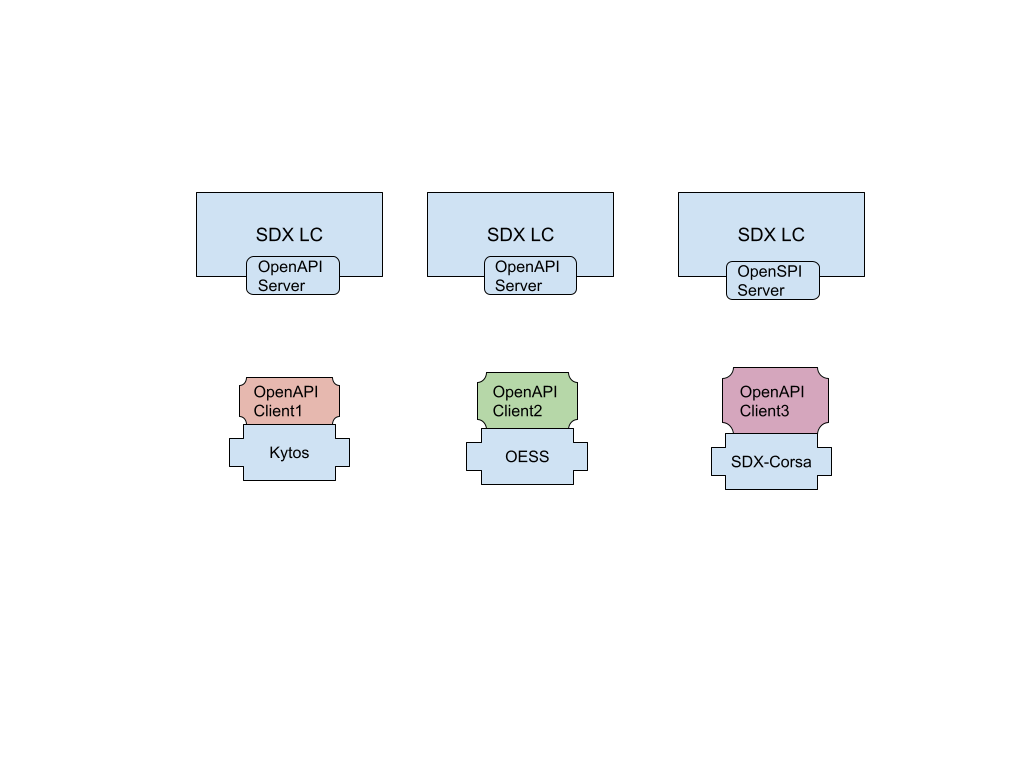 SDX LC
OpenAPI
Server
SDX LC
OpenAPI
Server
SDX LC
OpenSPI
Server
OpenAPI
Client1
Kytos
OpenAPI
Client2
OESS
OpenAPI
Client3
SDX-Corsa